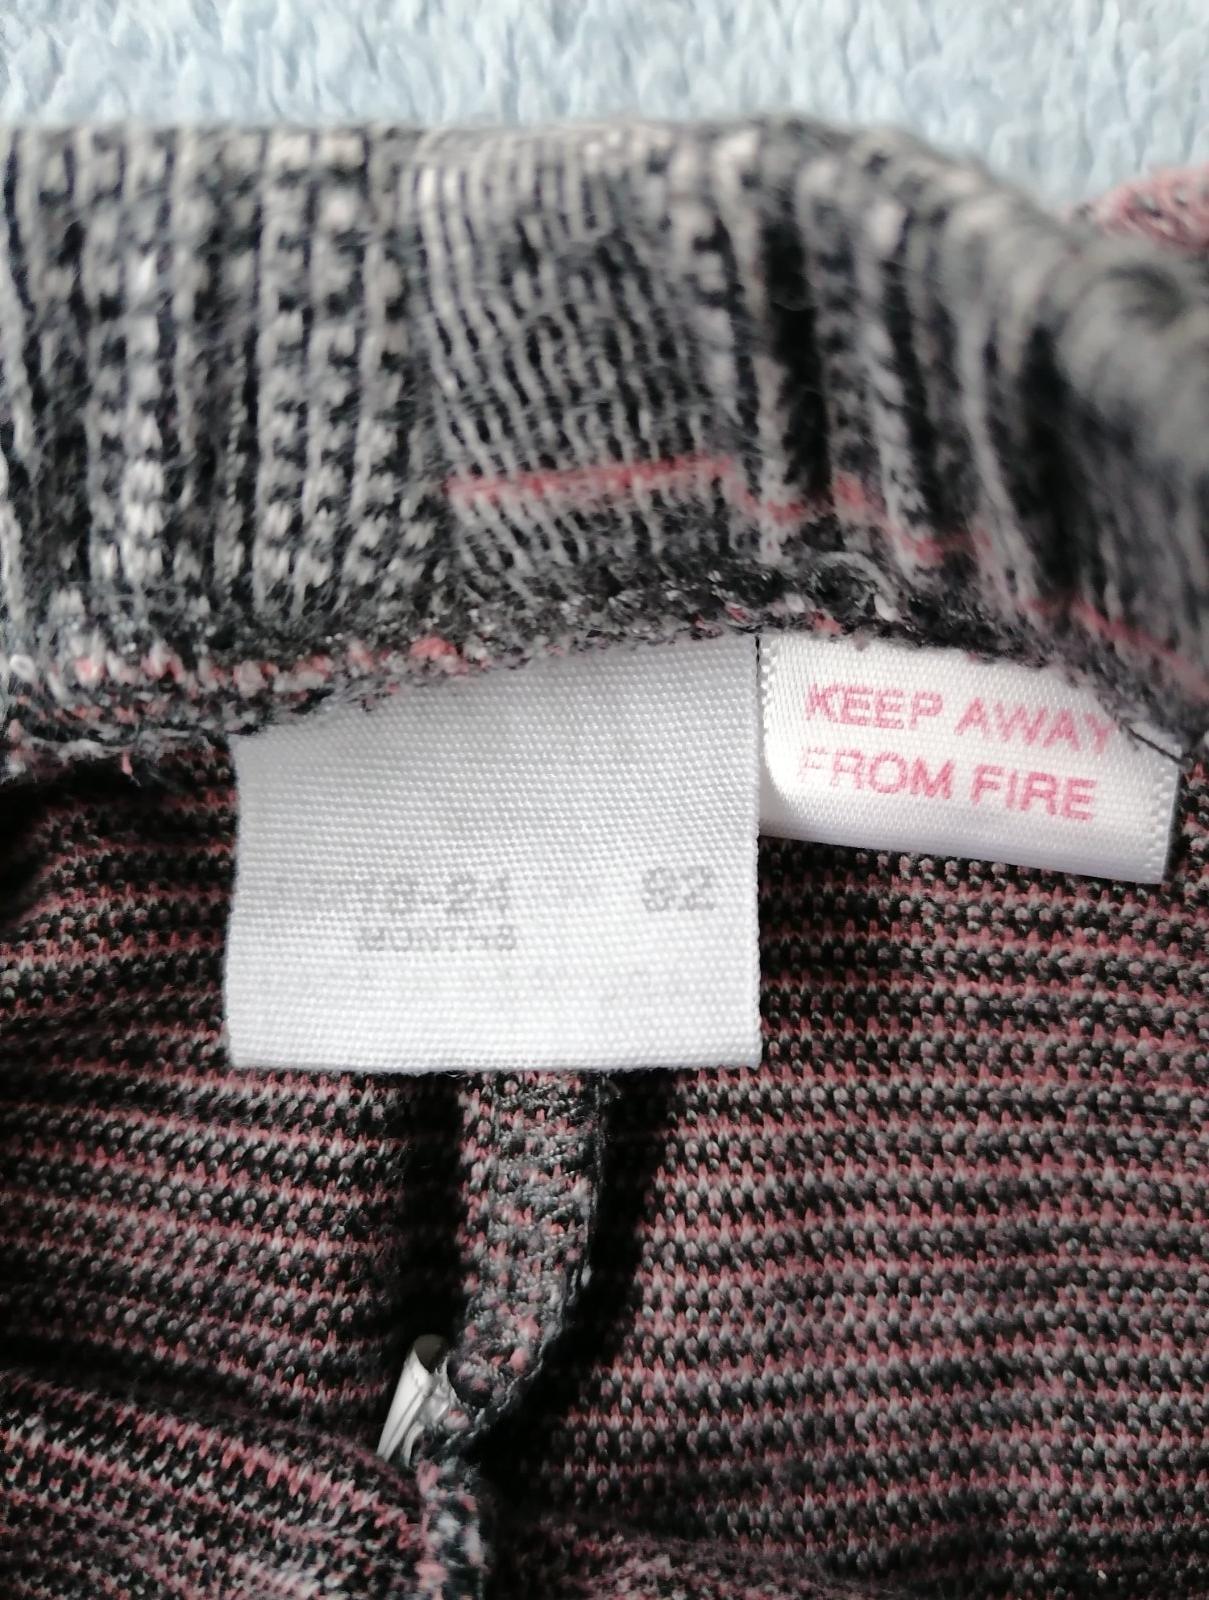 18-24 92
MONTHS
KEEP AWAY
FROM FIRE